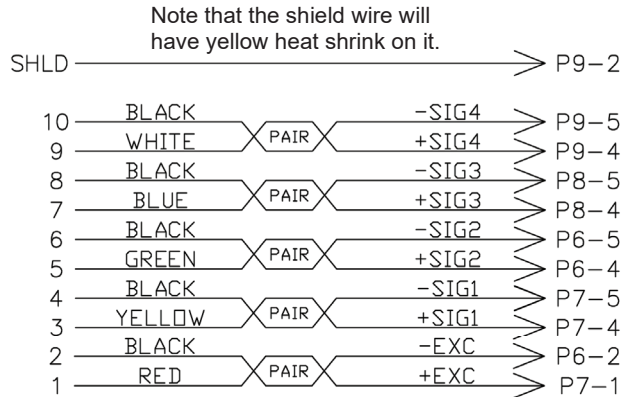 Note that the shield wire will
have yellow heat shrink on it.
SHLD P9-2
10 BLACK PAIR -SIG4 P9-5
9 WHITE +SIG4 P9-4
8 BLACK PAIR -SIG3 P8-5
7 BLUE +SIG3 P8-4
6 BLACK PAIR -SIG2 P6-5
5 GREEN +SIG2 P6-4
4 BLACK PAIR -SIG1 P7-5
3 YELLOW +SIG1 P7-4
2 BLACK PAIR -EXC P6-2
1 RED +EXC P7-1